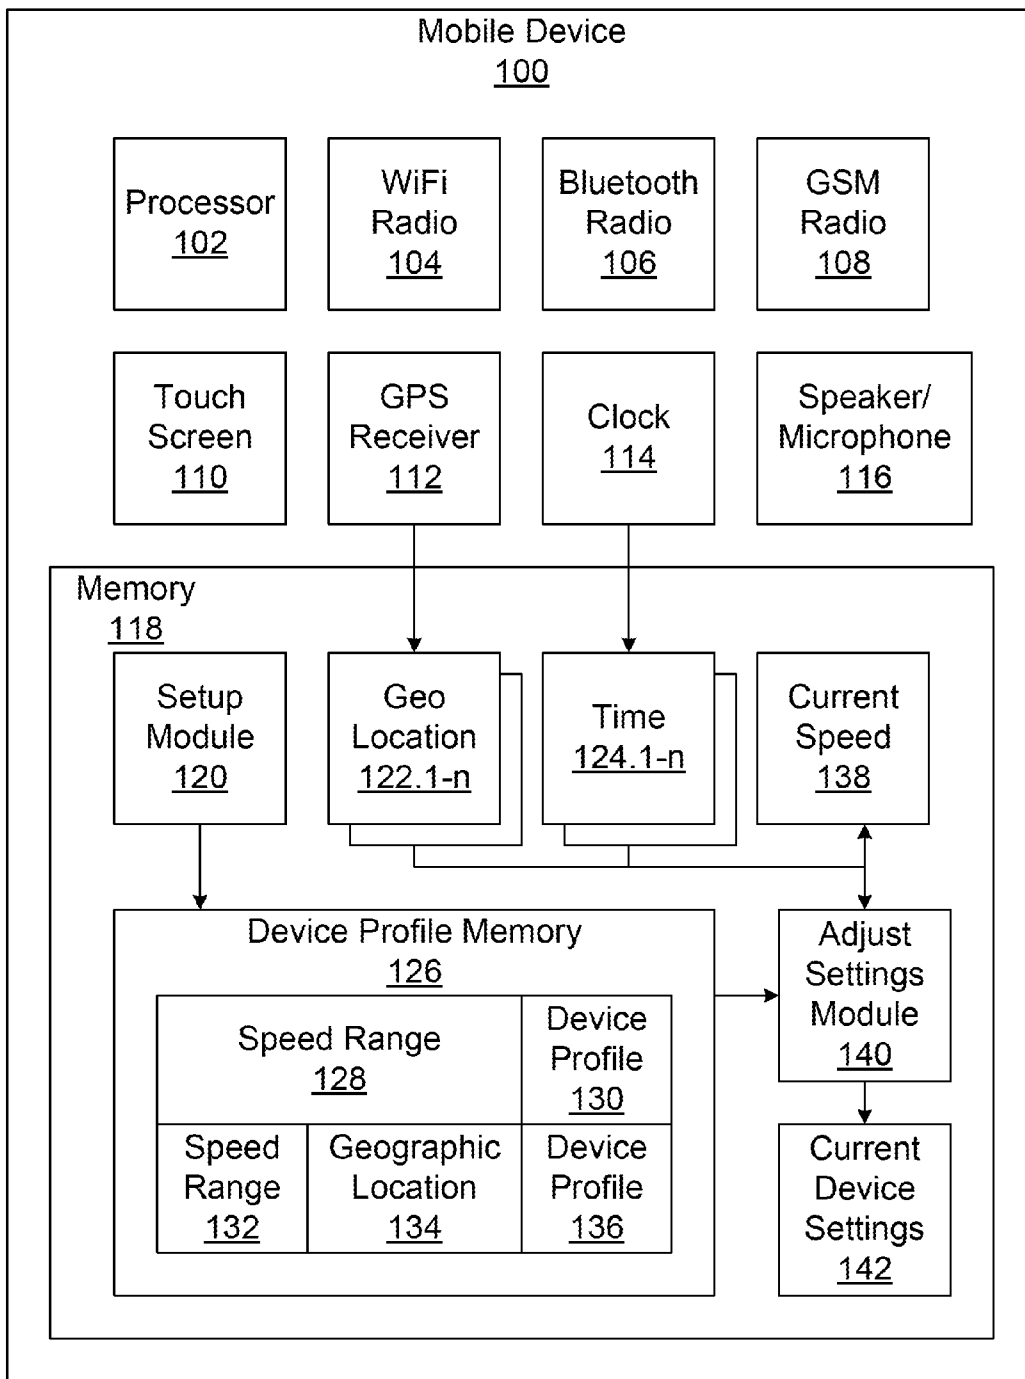 Mobile Device
100
Processor
102
WiFi
Radio
104
Bluetooth
Radio
106
GSM
Radio
108
Touch
Screen
110
GPS
Receiver
112
Clock
114
Speaker/
Microphone
116
Memory
118
Setup
Module
120
Geo
Location
122.1-n
Time
124.1-n
Current
Speed
138
Device Profile Memory
126
Speed Range
128
Device
Profile
130
Speed
Range
132
Geographic
Location
134
Device
Profile
136
Adjust
Settings
Module
140
Current
Device
Settings
142